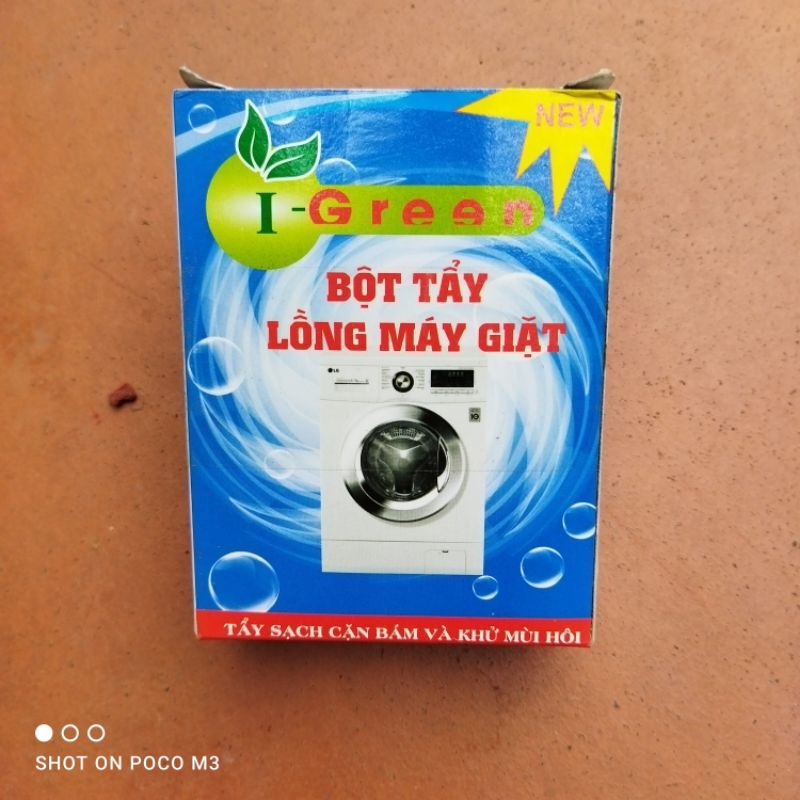 NEW
I-Green
BỘT TẨY
LỒNG MÁY GIẶT
LG
TẨY SẠCH CẶN BÁM VÀ KHỬ MÙI HÔI
SHOT ON POCO M3